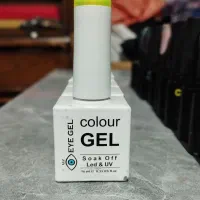 EYE GEL
colour
GEL
Soak Off
Led & UV